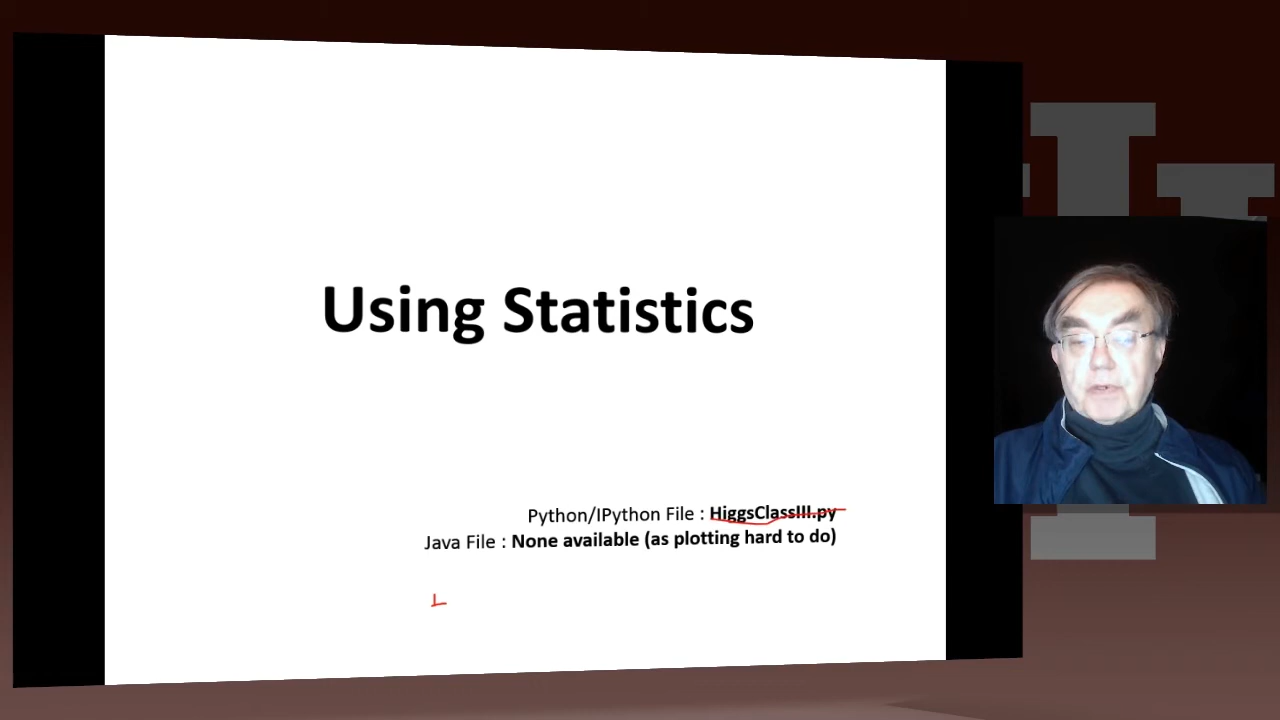 Using Statistics
Python/IPython File : HiggsClassIII.py
Java File : None available (as plotting hard to do)
L